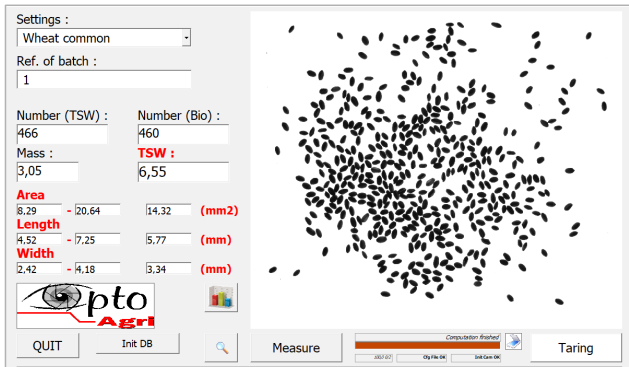 Settings :
Wheat common
Ref. of batch :
1
Number (TSW) : Number (Bio) :
466 460
Mass : TSW :
3,05 6,55
Area
8,29 - 20,64 14,32 (mm2)
Length
4,52 - 7,25 5,77 (mm)
Width
2,42 - 4,18 3,34 (mm)
Opto
Agri
QUIT Init DB Measure Computation finished Taring
Cfg File OK Init Cam OK